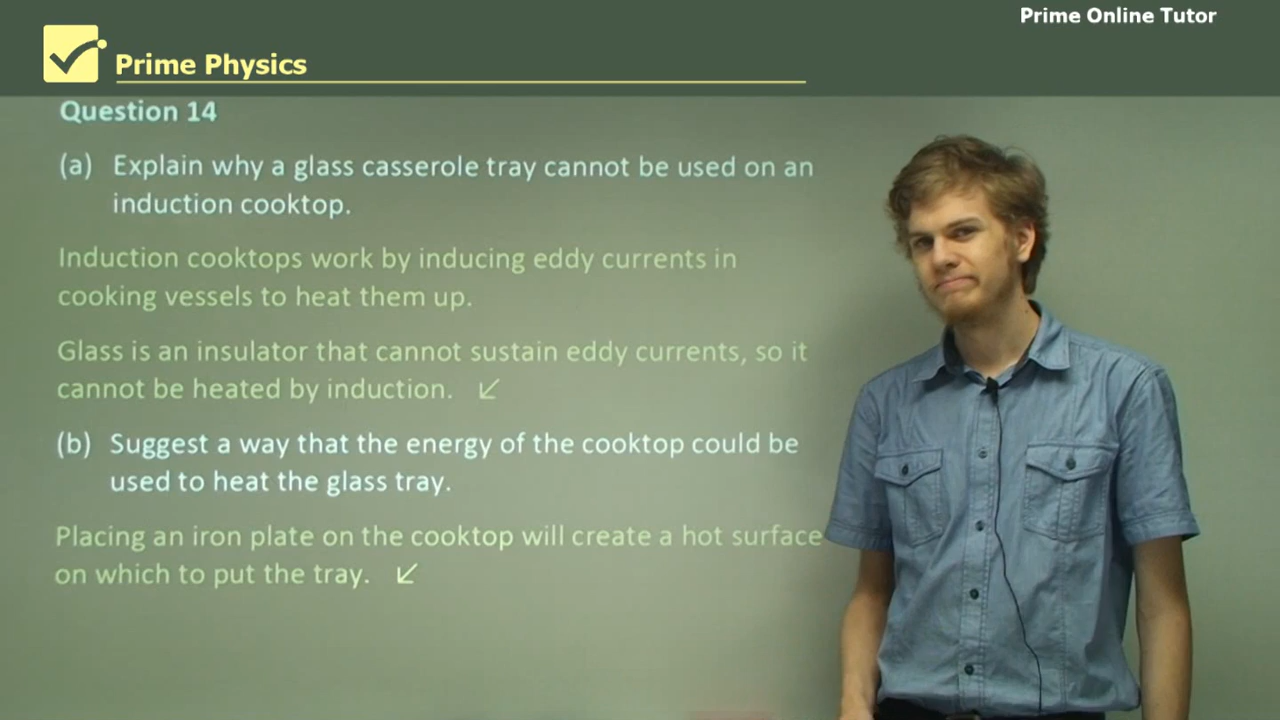 Prime Online Tutor
Prime Physics
Question 14
(a) Explain why a glass casserole tray cannot be used on an
induction cooktop.
Induction cooktops work by inducing eddy currents in
cooking vessels to heat them up.
Glass is an insulator that cannot sustain eddy currents, so it
cannot be heated by induction. ↙
(b) Suggest a way that the energy of the cooktop could be
used to heat the glass tray.
Placing an iron plate on the cooktop will create a hot surface
on which to put the tray. ↙